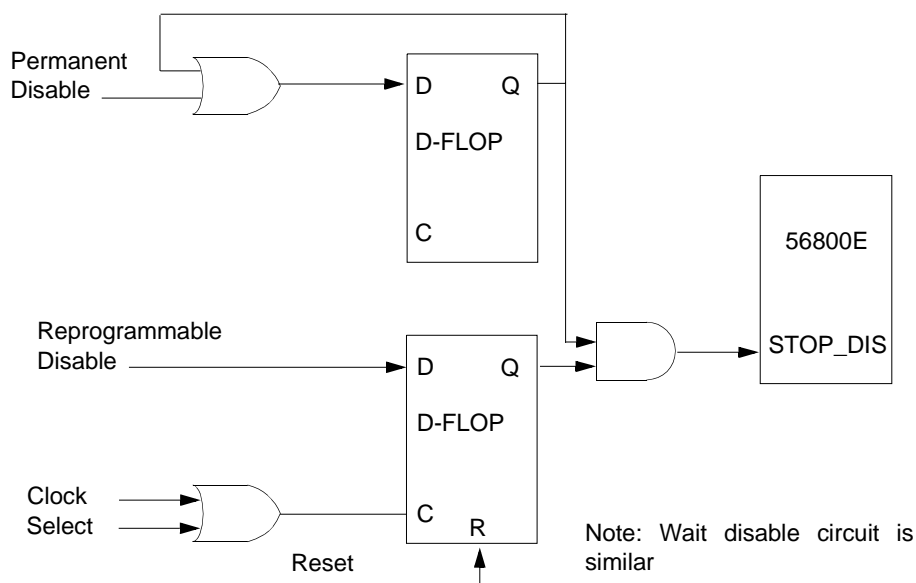 Permanent
Disable
D
Q
D-FLOP
C
56800E
STOP_DIS
Reprogrammable
Disable
D
Q
D-FLOP
C
R
Clock
Select
Reset
Note: Wait disable circuit is
similar